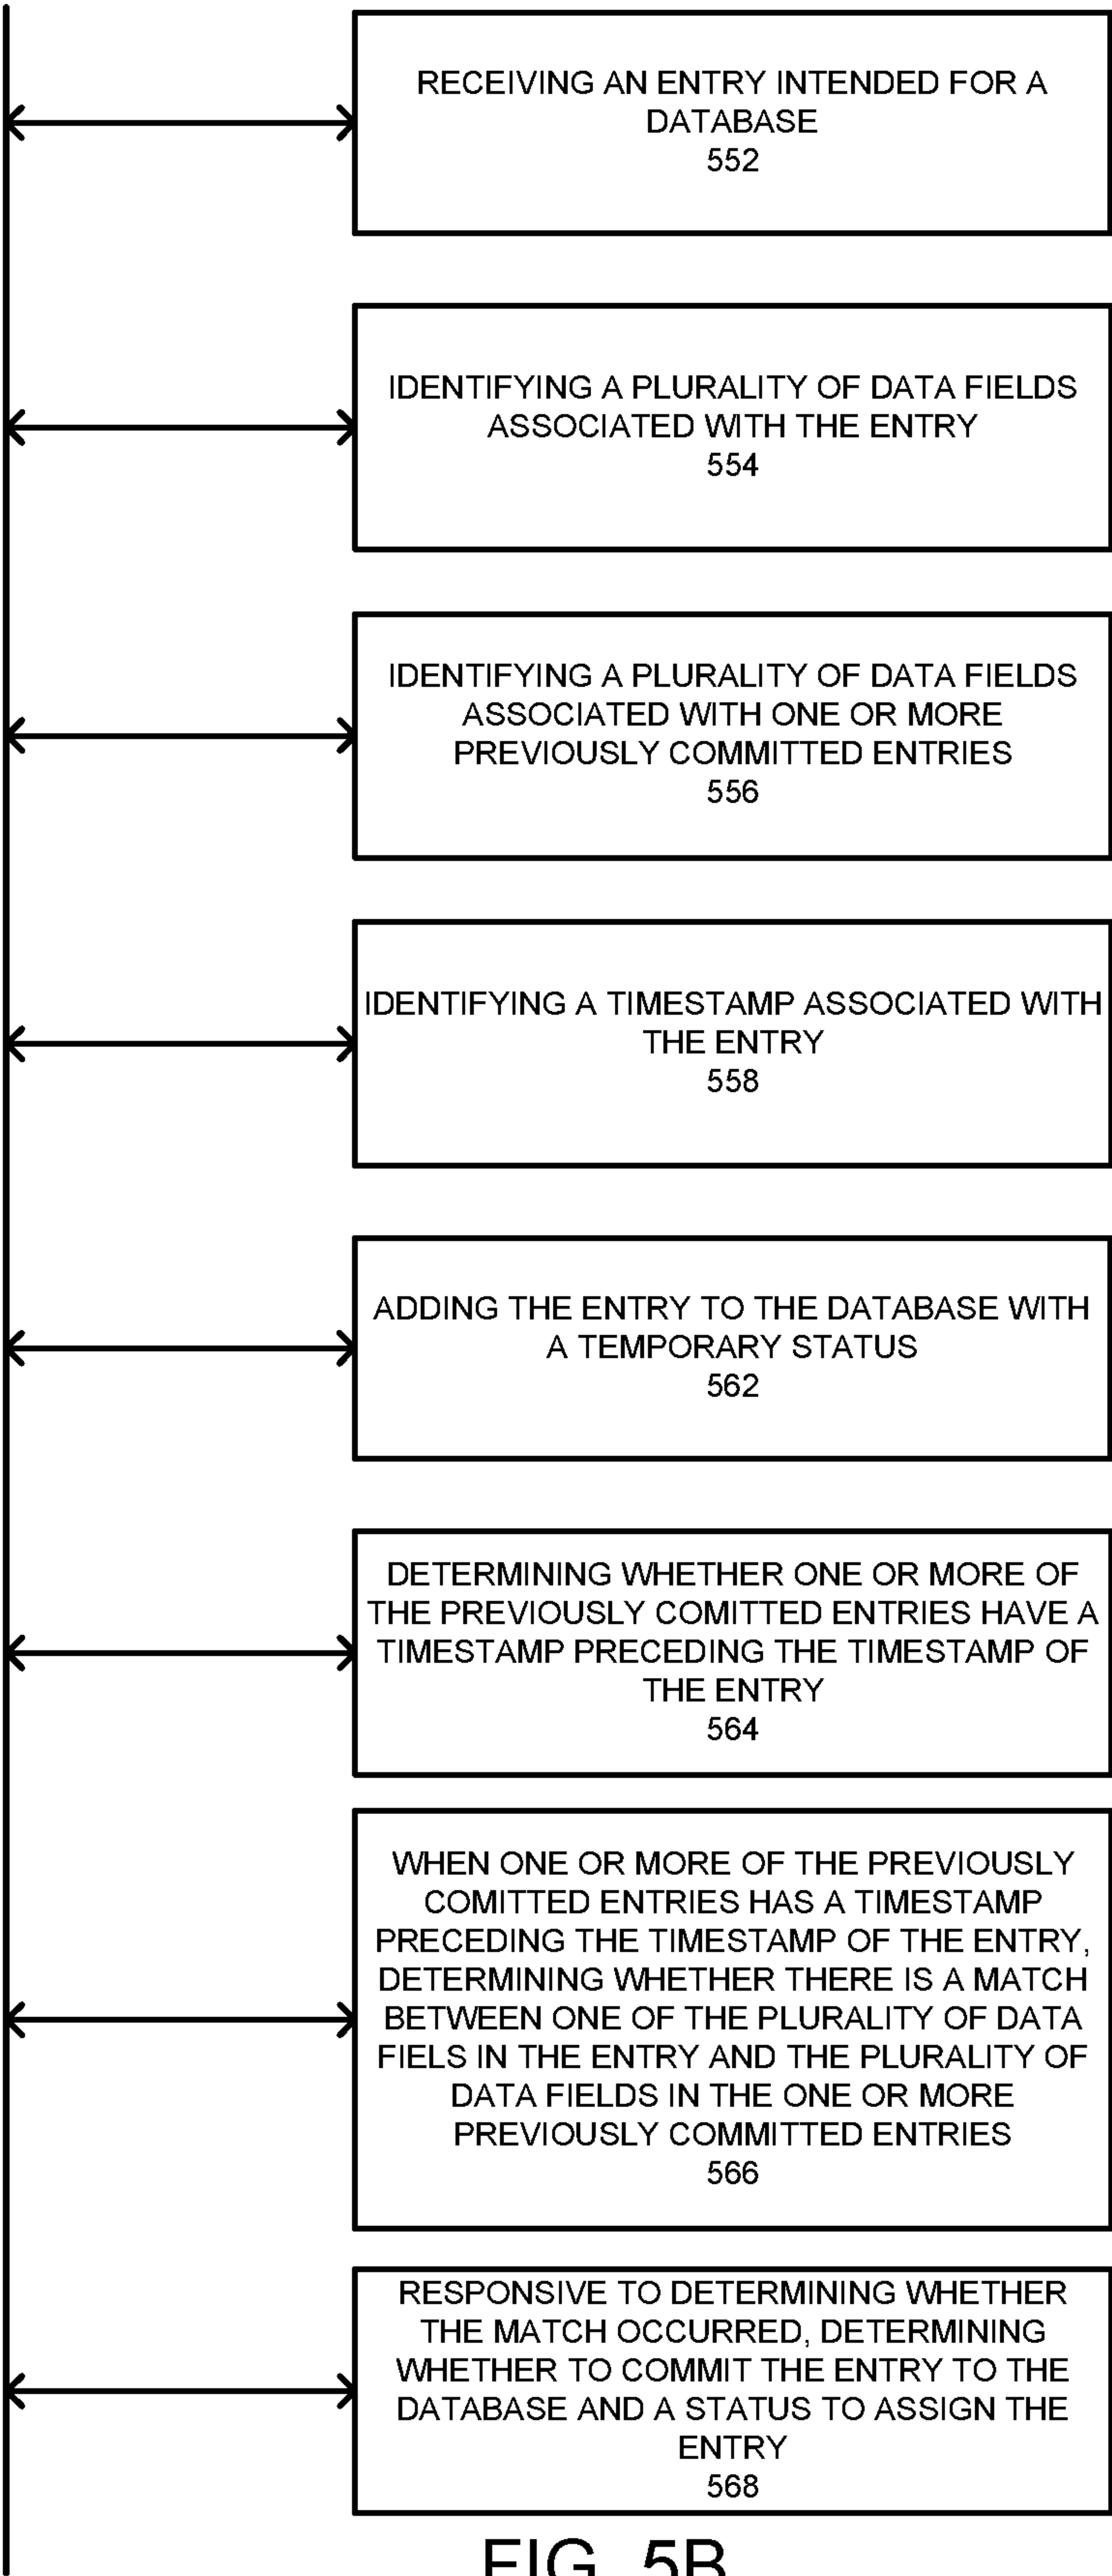 RECEIVING AN ENTRY INTENDED FOR A
DATABASE
552
IDENTIFYING A PLURALITY OF DATA FIELDS
ASSOCIATED WITH THE ENTRY
554
IDENTIFYING A PLURALITY OF DATA FIELDS
ASSOCIATED WITH ONE OR MORE
PREVIOUSLY COMMITTED ENTRIES
556
IDENTIFYING A TIMESTAMP ASSOCIATED WITH
THE ENTRY
558
ADDING THE ENTRY TO THE DATABASE WITH
A TEMPORARY STATUS
562
DETERMINING WHETHER ONE OR MORE OF
THE PREVIOUSLY COMITTED ENTRIES HAVE A
TIMESTAMP PRECEDING THE TIMESTAMP OF
THE ENTRY
564
WHEN ONE OR MORE OF THE PREVIOUSLY
COMITTED ENTRIES HAS A TIMESTAMP
PRECEDING THE TIMESTAMP OF THE ENTRY,
DETERMINING WHETHER THERE IS A MATCH
BETWEEN ONE OF THE PLURALITY OF DATA
FIELS IN THE ENTRY AND THE PLURALITY OF
DATA FIELDS IN THE ONE OR MORE
PREVIOUSLY COMMITTED ENTRIES
566
RESPONSIVE TO DETERMINING WHETHER
THE MATCH OCCURRED, DETERMINING
WHETHER TO COMMIT THE ENTRY TO THE
DATABASE AND A STATUS TO ASSIGN THE
ENTRY
568
FIG. 5B